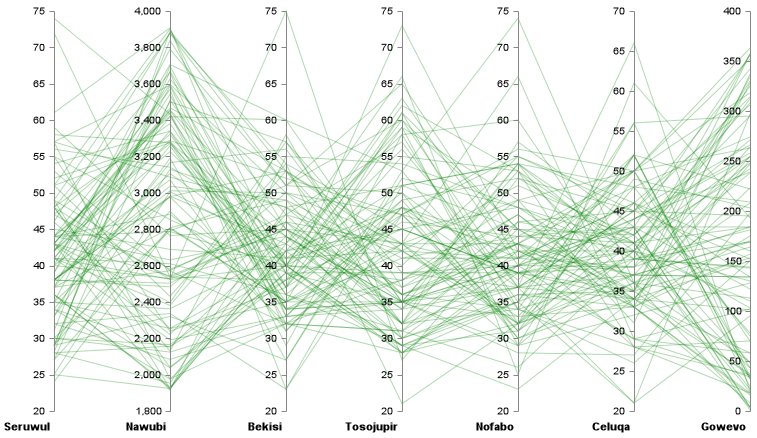 75 4,000 75 75 75 70 400
70 3,800 70 70 70 65 350
65 3,600 65 65 65 60 300
60 3,400 60 60 60 55 250
55 3,200 55 55 55 50 200
50 3,000 50 50 50 45 150
45 2,800 45 45 45 40 100
40 2,600 40 40 40 35 50
35 2,400 35 35 35 30 0
30 2,200 30 30 30 25
25 2,000 25 25 25 20
20 1,800 20 20 20
Seruwul Nawubi Bekisi Tosojupir Nofabo Celuqa Gowevo